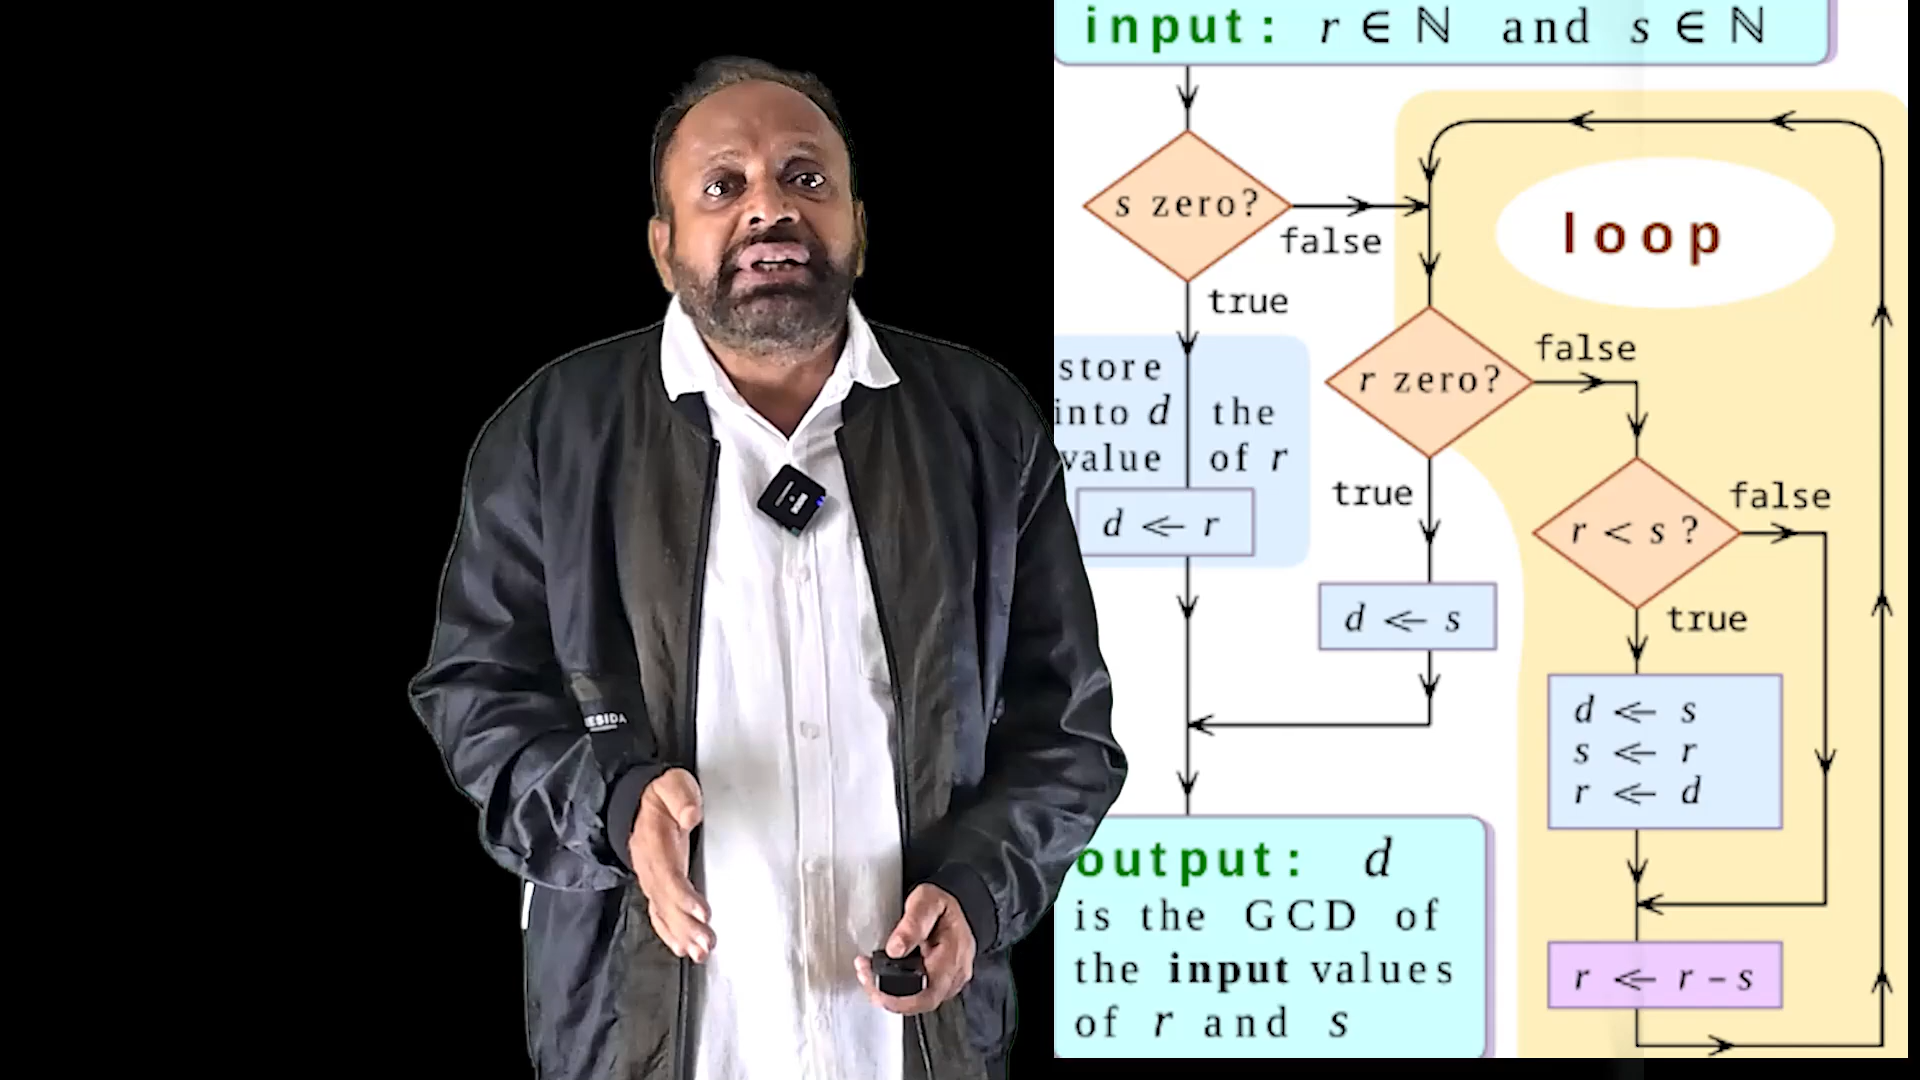 input: r ∈ ℕ and s ∈ ℕ
s zero?
false
true
loop
store
into d the
value of r
d ← r
r zero?
false
true
d ← s
r < s ?
false
true
d ← s
s ← r
r ← d
r ← r – s
output: d
is the GCD of
the input values
of r and s
ESIDA